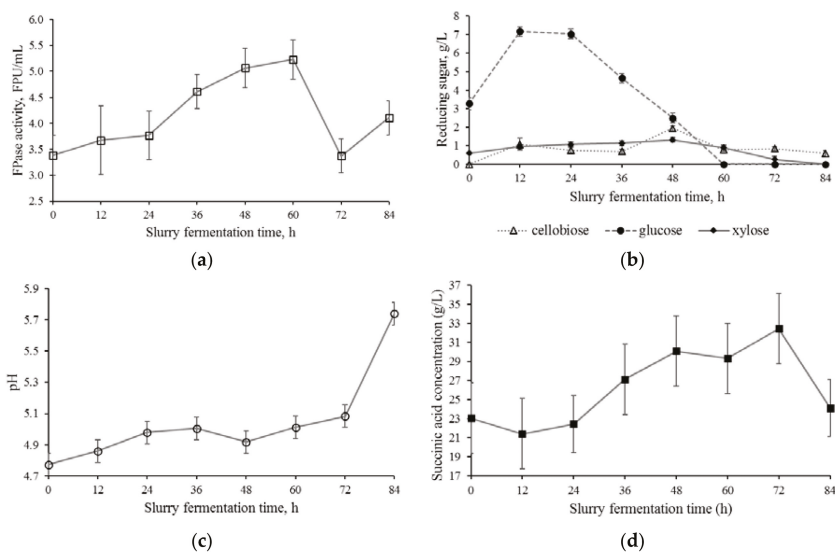 6.0
5.5
5.0
4.5
4.0
3.5
3.0
2.5
FPase activity, FPU/mL
0 12 24 36 48 60 72 84
Slurry fermentation time, h
(a)
8
7
6
5
4
3
2
1
0
Reducing sugar, g/L
0 12 24 36 48 60 72 84
Slurry fermentation time, h
cellobiose glucose xylose
(b)
5.9
5.7
5.5
5.3
5.1
4.9
4.7
pH
0 12 24 36 48 60 72 84
Slurry fermentation time, h
(c)
37
35
33
31
29
27
25
23
21
19
17
Succinic acid concentration (g/L)
0 12 24 36 48 60 72 84
Slurry fermentation time (h)
(d)